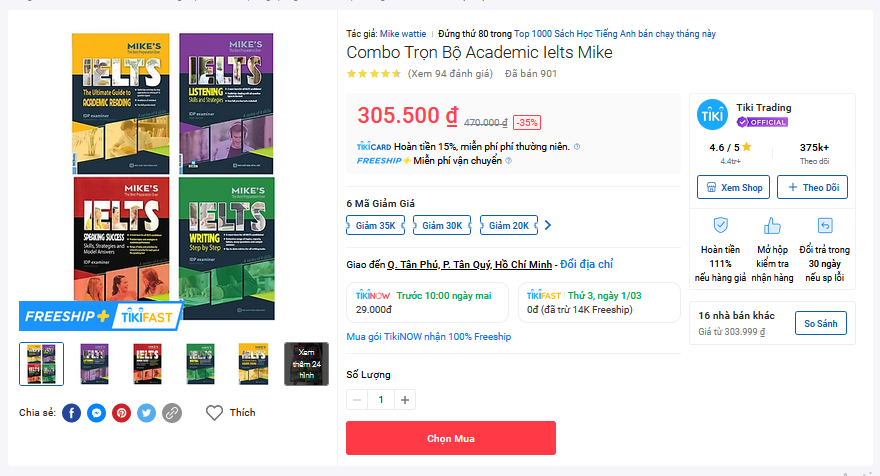 Tác giả: Mike wattie | Đứng thứ 80 trong Top 1000 Sách Học Tiếng Anh bán chạy tháng này
Combo Trọn Bộ Academic Ielts Mike
(Xem 94 đánh giá) Đã bán 901
305.500 ₫ 470.000 ₫ -35%
TIKICARD Hoàn tiền 15%, miễn phí phí thường niên.
FREESHIP+ Miễn phí vận chuyển
6 Mã Giảm Giá
Giảm 35K Giảm 30K Giảm 20K
Giao đến Q. Tân Phú, P. Tân Quý, Hồ Chí Minh - Đổi địa chỉ
TIKINOW Trước 10:00 ngày mai
29.000đ
TIKIFAST Thứ 3, ngày 1/03
0đ (đã trừ 14K Freeship)
Mua gói TikiNOW nhận 100% Freeship
Số Lượng
1
Chọn Mua
TIKI
Tiki Trading
OFFICIAL
4.6 / 5 375k+
4.4tr+ Theo dõi
Xem Shop + Theo Dõi
Hoàn tiền
111%
nếu hàng giả
Mở hộp
kiểm tra
nhận hàng
Đổi trả trong
30 ngày
nếu sp lỗi
16 nhà bán khác
Giá từ 303.999 ₫
So Sánh
MIKE'S
IELTS
The Ultimate Guide to
ACADEMIC READING
IDP examiner
MIKE'S
IELTS
LISTENING
Skills and Strategies
IDP examiner
MIKE'S
IELTS
SPEAKING SUCCESS
Skills, Strategies and
Model Answers
IDP examiner
MIKE'S
IELTS
WRITING
Step by Step
IDP examiner
FREESHIP+ TIKIFAST
Xem
thêm 24
hình
Chia sẻ: Thích